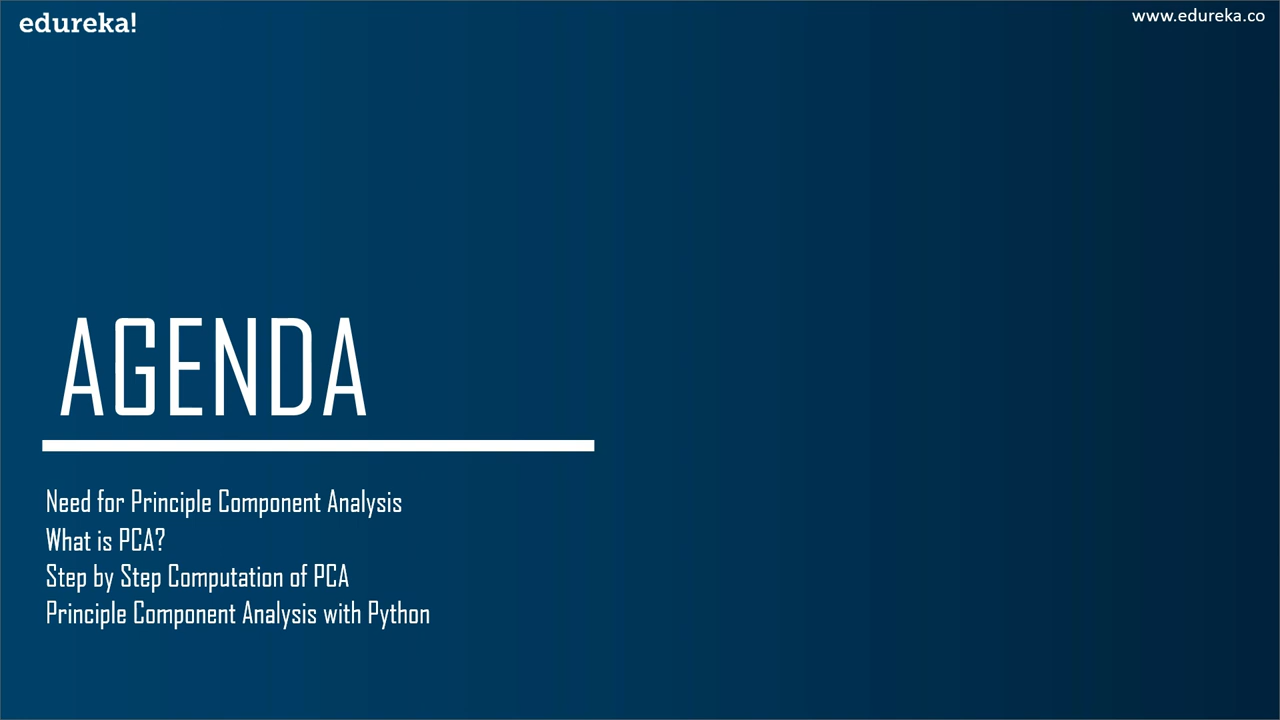 edureka!
www.edureka.co
AGENDA
Need for Principle Component Analysis
What is PCA?
Step by Step Computation of PCA
Principle Component Analysis with Python